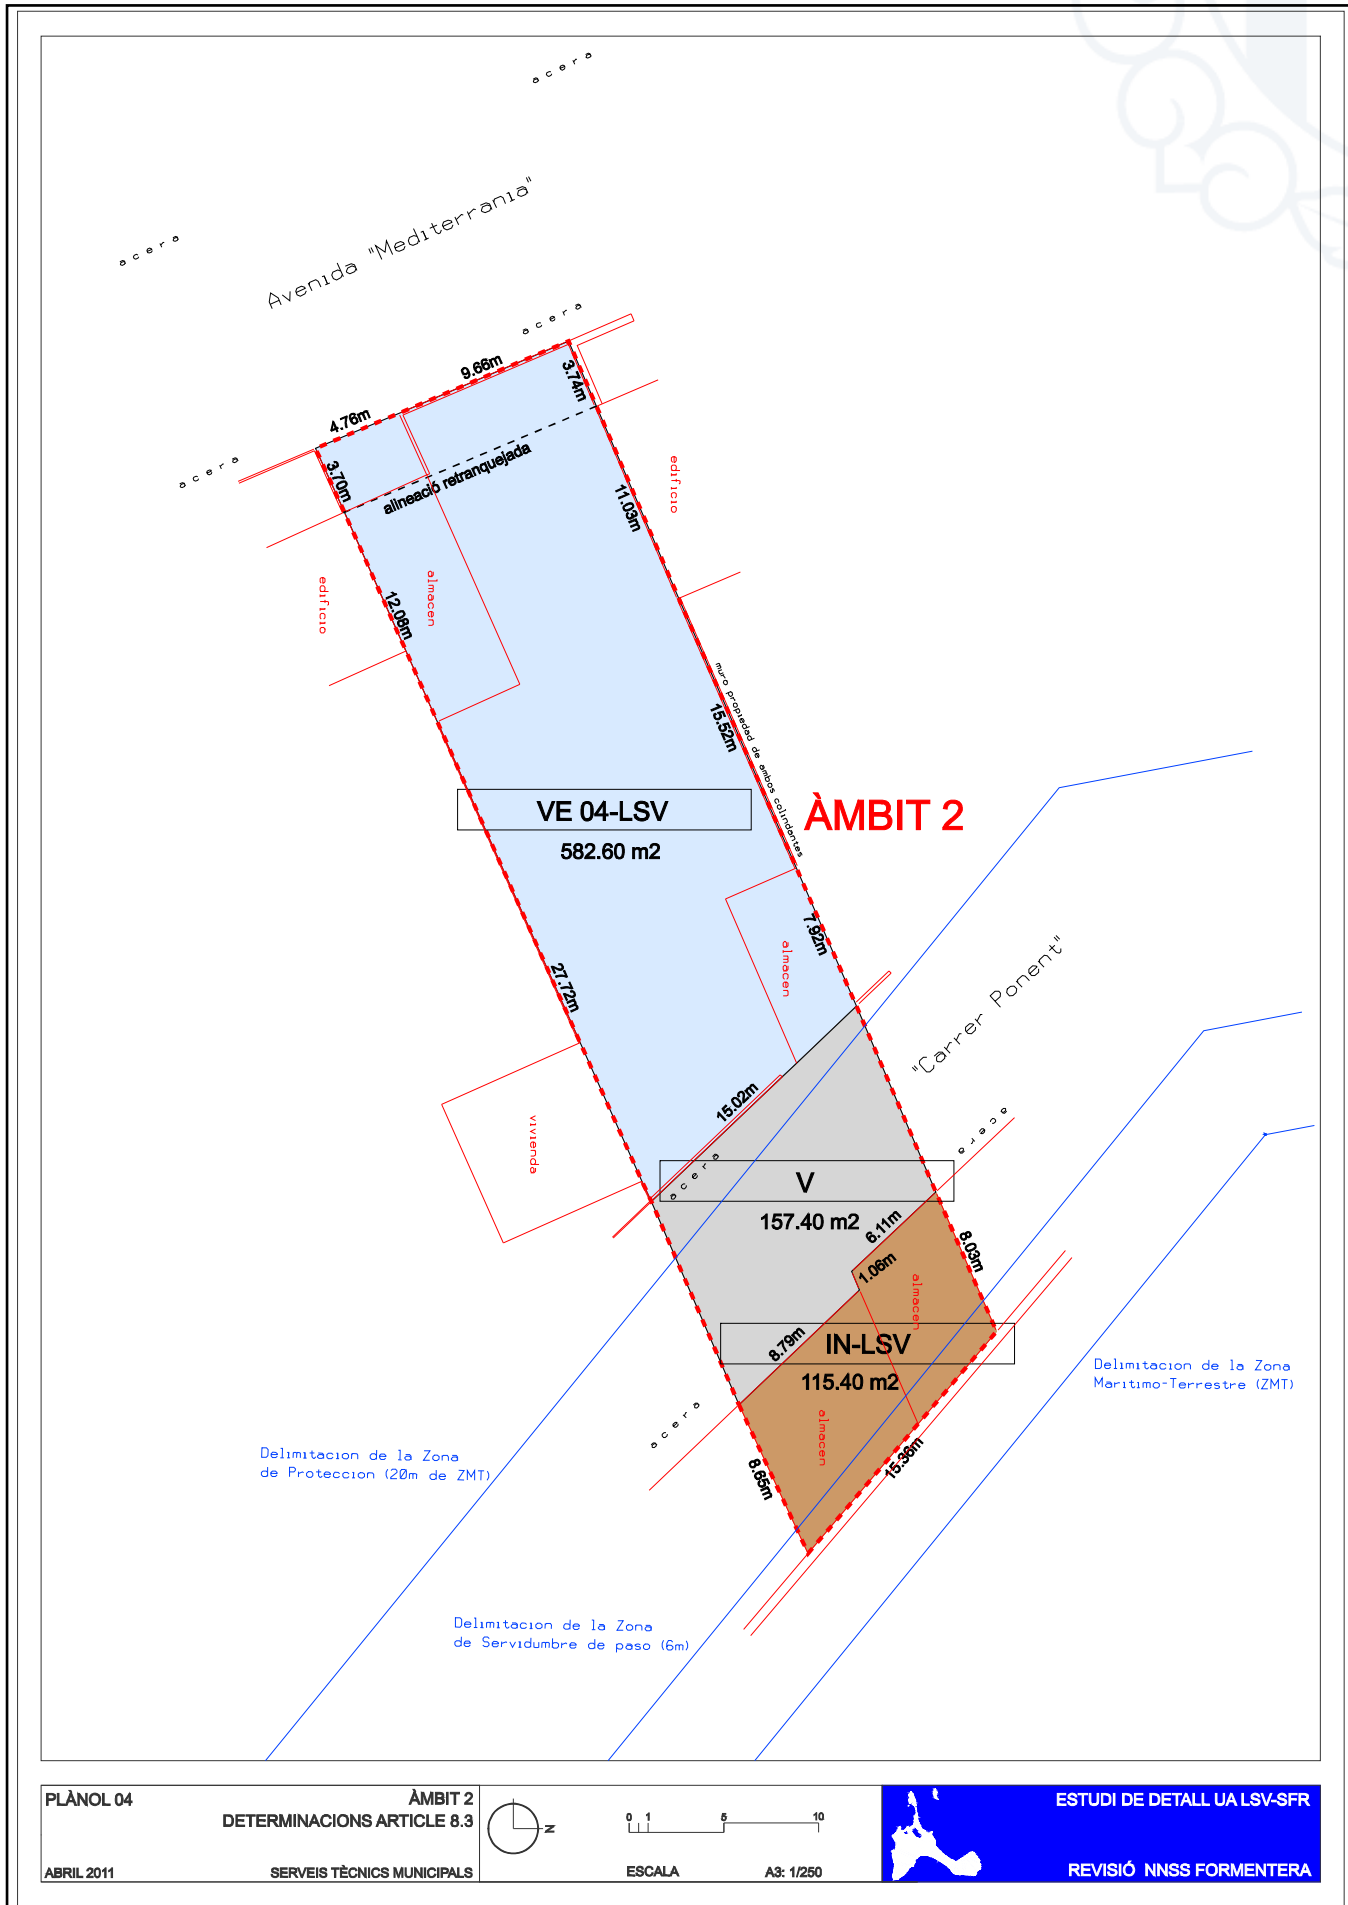 acera
acera
Avenida "Mediterrania"
acera
9.66m
3.74m
4.76m
acera
3.70m
alineació retranquejada
edificio
11.03m
edificio
almacen
12.08m
muro propiedad de ambos colindantes
15.52m
VE 04-LSV
582.60 m2
ÀMBIT 2
7.92m
almacen
27.72m
"Carrer Ponent"
15.02m
vivienda
acera
acera
V
157.40 m2
6.11m
1.06m
8.03m
almacen
8.79m
IN-LSV
115.40 m2
Delimitacion de la Zona
Maritimo-Terrestre (ZMT)
acera
almacen
15.36m
8.65m
Delimitacion de la Zona
de Proteccion (20m de ZMT)
Delimitacion de la Zona
de Servidumbre de paso (6m)
PLÀNOL 04
ÀMBIT 2
DETERMINACIONS ARTICLE 8.3
ABRIL 2011
SERVEIS TÈCNICS MUNICIPALS
N
0 1 5 10
ESCALA
A3: 1/250
ESTUDI DE DETALL UA LSV-SFR
REVISIÓ NNSS FORMENTERA